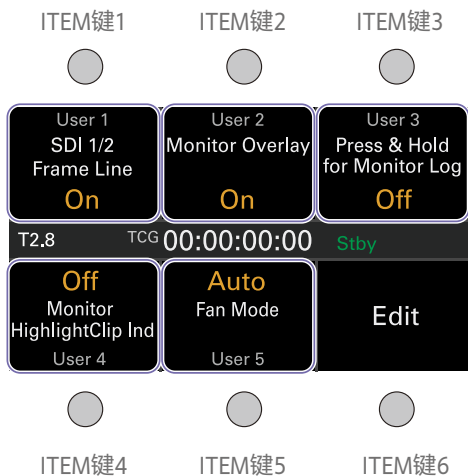 ITEM键1 ITEM键2 ITEM键3
User 1 User 2 User 3
SDI 1/2 Monitor Overlay Press & Hold
Frame Line for Monitor Log
On On Off
T2.8 TCG 00:00:00:00 Stby
Off Auto
Monitor Fan Mode Edit
HighlightClip Ind
User 4 User 5
ITEM键4 ITEM键5 ITEM键6